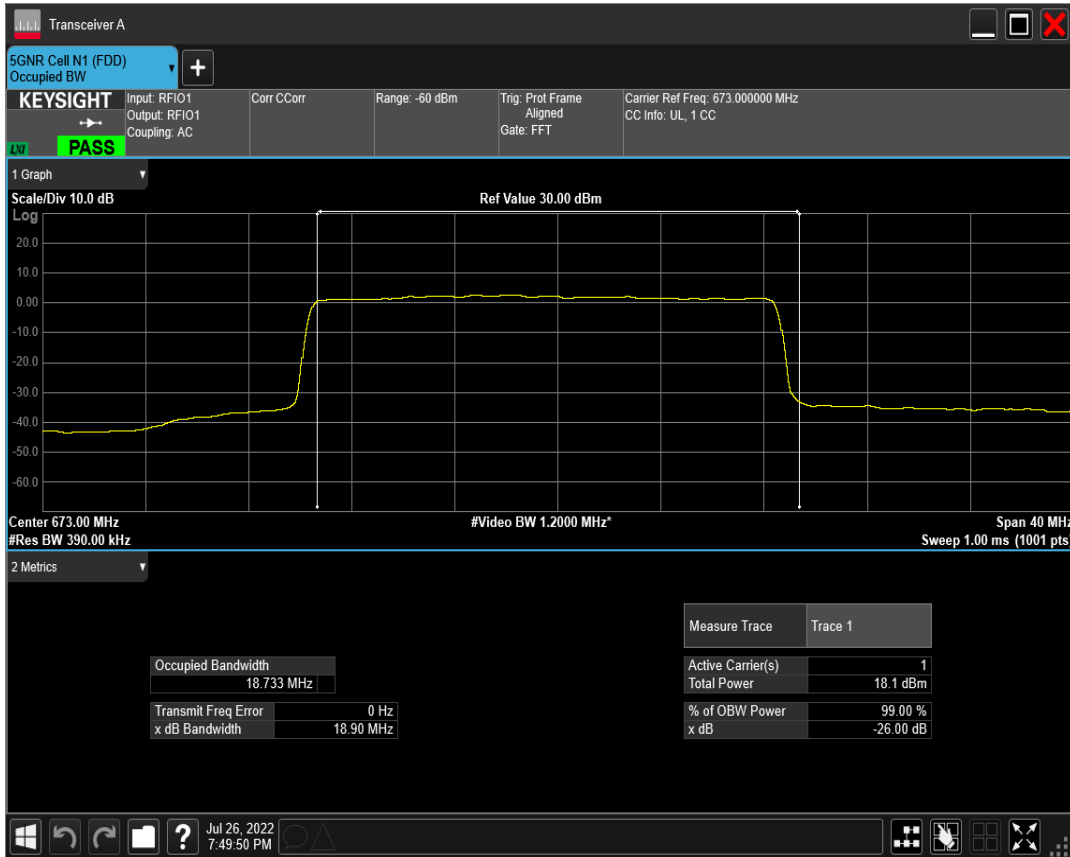 Transceiver A
5GNR Cell N1 (FDD)
Occupied BW
KEYSIGHT
LXI
PASS
Input: RFIO1
Output: RFIO1
Coupling: AC
Corr CCorr
Range: -60 dBm
Trig: Prot Frame
Aligned
Gate: FFT
Carrier Ref Freq: 673.000000 MHz
CC Info: UL, 1 CC
1 Graph
Scale/Div 10.0 dB
Ref Value 30.00 dBm
Log
20.0
10.0
0.00
-10.0
-20.0
-30.0
-40.0
-50.0
-60.0
Center 673.00 MHz
#Video BW 1.2000 MHz*
Span 40 MHz
#Res BW 390.00 kHz
Sweep 1.00 ms (1001 pts)
2 Metrics
Measure Trace Trace 1
Occupied Bandwidth
18.733 MHz
Active Carrier(s) 1
Total Power 18.1 dBm
Transmit Freq Error 0 Hz
x dB Bandwidth 18.90 MHz
% of OBW Power 99.00 %
x dB -26.00 dB
Jul 26, 2022
7:49:50 PM